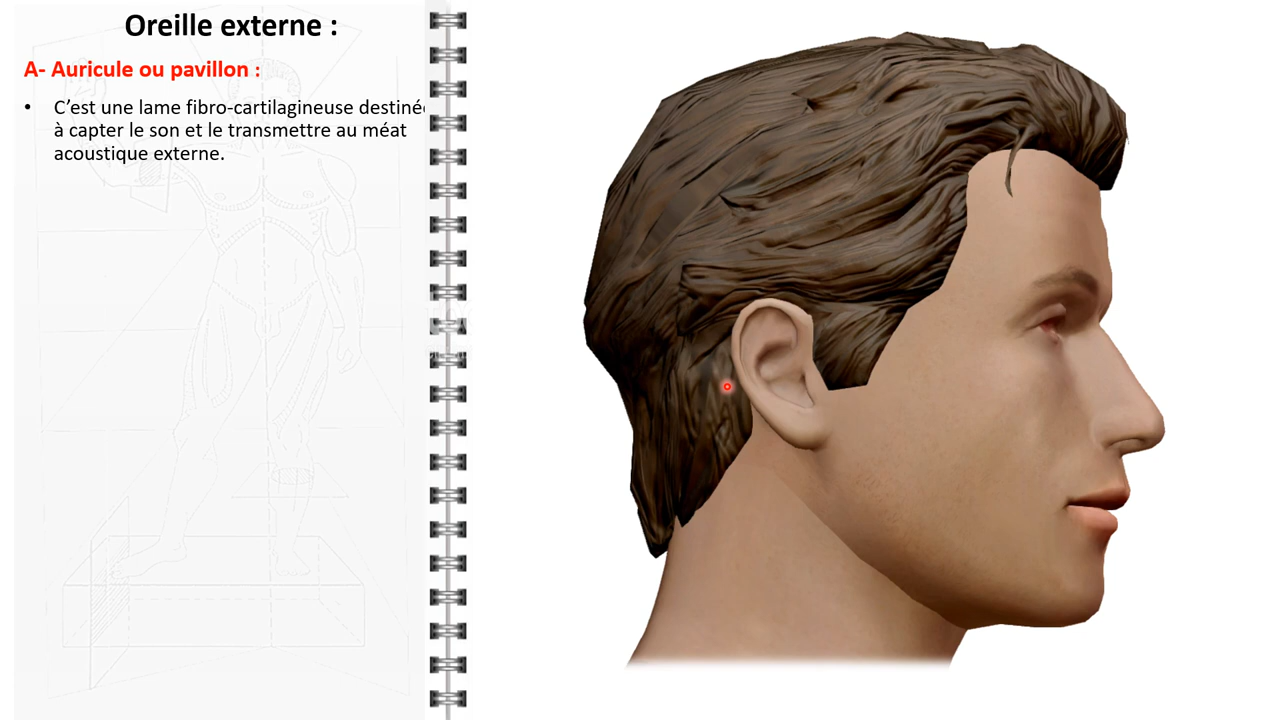 Oreille externe :
A- Auricule ou pavillon :
• C’est une lame fibro-cartilagineuse destinée
à capter le son et le transmettre au méat
acoustique externe.